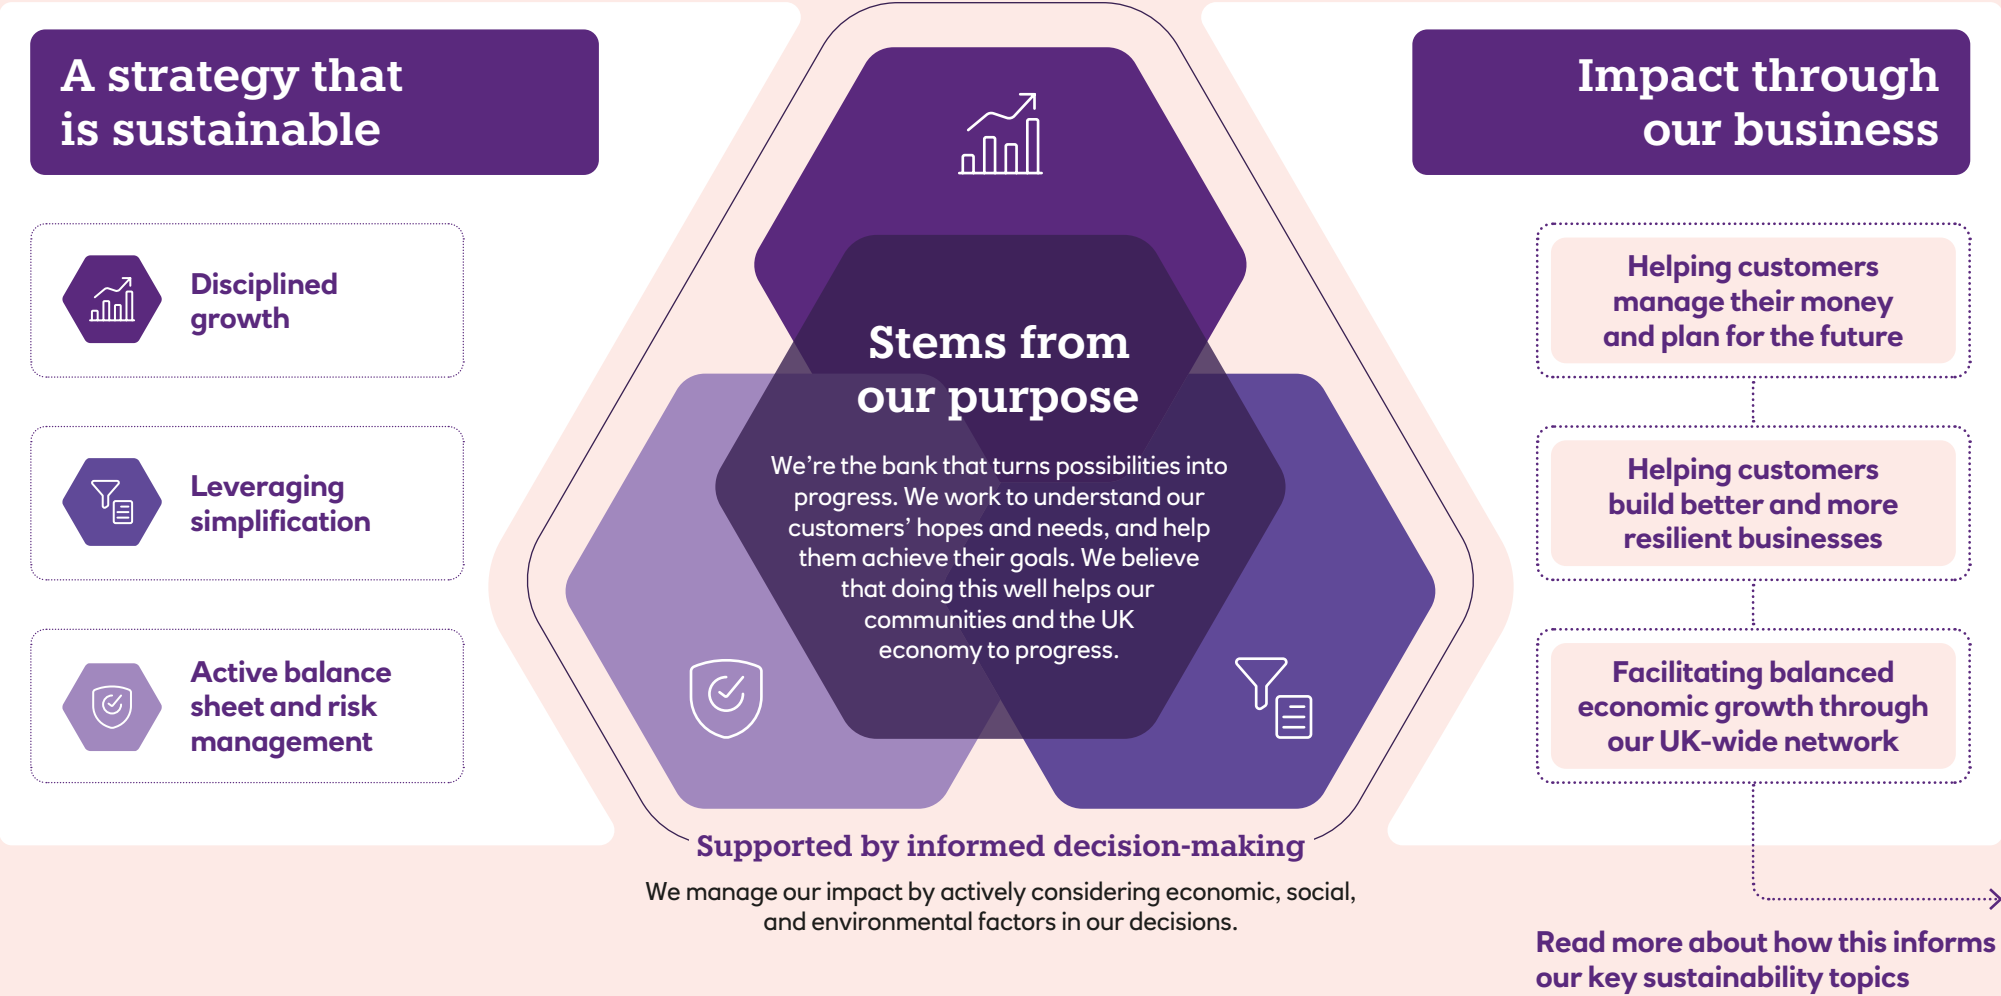 A strategy that
is sustainable
Disciplined
growth
Leveraging
simplification
Active balance
sheet and risk
management
Stems from
our purpose
We’re the bank that turns possibilities into
progress. We work to understand our
customers’ hopes and needs, and help
them achieve their goals. We believe
that doing this well helps our
communities and the UK
economy to progress.
Supported by informed decision-making
We manage our impact by actively considering economic, social,
and environmental factors in our decisions.
Impact through
our business
Helping customers
manage their money
and plan for the future
Helping customers
build better and more
resilient businesses
Facilitating balanced
economic growth through
our UK-wide network
Read more about how this informs
our key sustainability topics